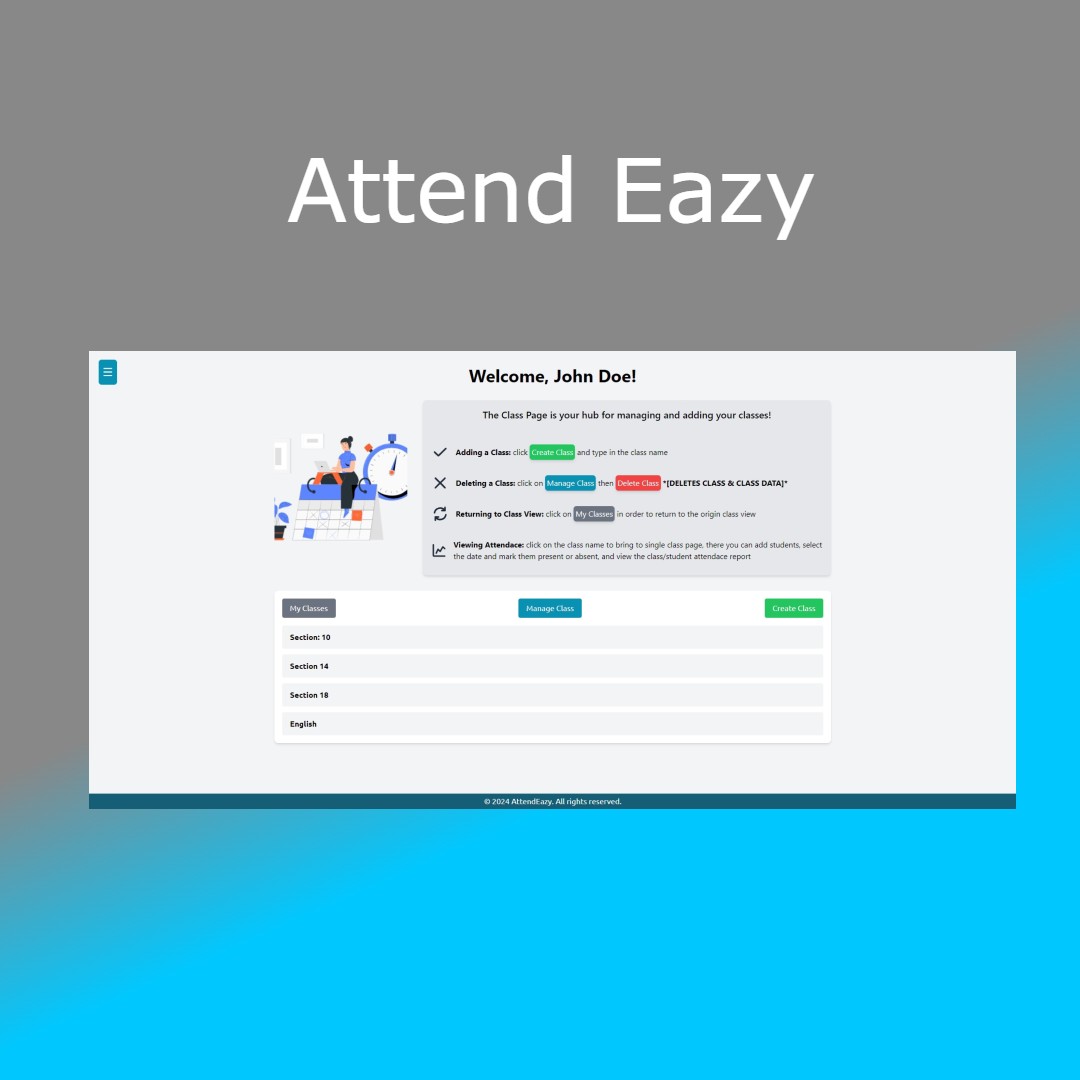 Attend Eazy
Welcome, John Doe!
The Class Page is your hub for managing and adding your classes!
Adding a Class: click Create Class and type in the class name
Deleting a Class: click on Manage Class then Delete Class *[DELETES CLASS & CLASS DATA]*
Returning to Class View: click on My Classes in order to return to the origin class view
Viewing Attendace: click on the class name to bring to single class page, there you can add students, select
the date and mark them present or absent, and view the class/student attendace report
My Classes Manage Class Create Class
Section: 10
Section 14
Section 18
English
© 2024 AttendEazy. All rights reserved.